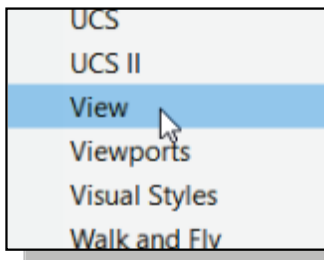 UCS
UCS II
View
Viewports
Visual Styles
Walk and Fly